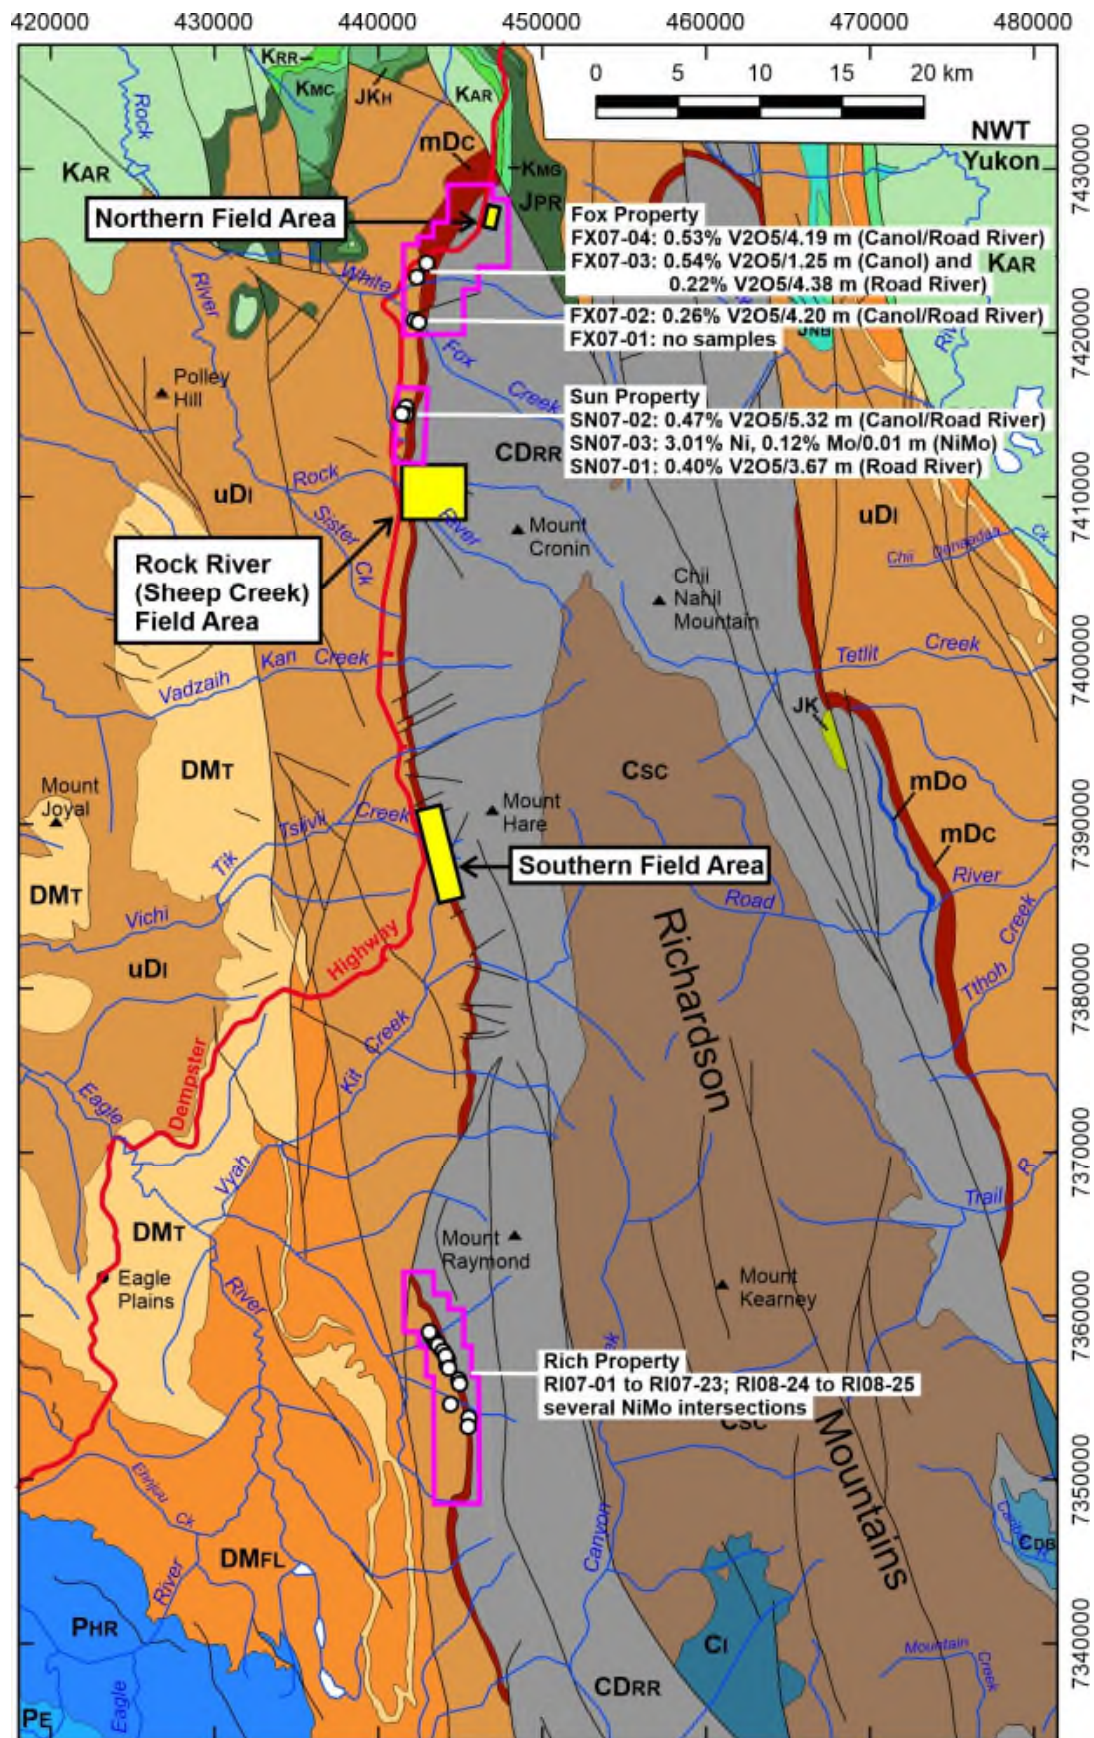 420000 430000 440000 450000 460000 470000 480000
0 5 10 15 20 km
NWT
Yukon
KRR
KMC
JKH
KAR
mDC
KMG
JPR
KAR
Rock
River
7430000
Northern Field Area
Fox Property
FX07-04: 0.53% V2O5/4.19 m (Canol/Road River)
FX07-03: 0.54% V2O5/1.25 m (Canol) and
0.22% V2O5/4.38 m (Road River)
KAR
White
FX07-02: 0.26% V2O5/4.20 m (Canol/Road River)
FX07-01: no samples
JNB
7420000
Fox
Creek
Polley
Hill
Sun Property
SN07-02: 0.47% V2O5/5.32 m (Canol/Road River)
SN07-03: 3.01% Ni, 0.12% Mo/0.01 m (NiMo)
SN07-01: 0.40% V2O5/3.67 m (Road River)
CDRR
uDI
Rock
River
Sister
Ck
7410000
uDI
Mount
Cronin
Chii
Ck
Rock River
(Sheep Creek)
Field Area
Chii
Nahil
Mountain
Kan Creek
Vadzaih
Tetlit Creek
7400000
JK
DMT
CSC
mDO
mDC
Mount
Joyal
Mount
Hare
Tsiivii Creek
Tik
7390000
Southern Field Area
DMT
Vichi
Road
River
Creek
Tthoh
uDI
Highway
Dempster
Richardson
7380000
Kit
Creek
Vyah
Eagle
River
7370000
Trail
R
DMT
Mount
Raymond
Eagle
Plains
Mount
Kearney
7360000
ek
Rich Property
RI07-01 to RI07-23; RI08-24 to RI08-25
several NiMo intersections
CSC
Mountains
Canyon
7350000
Ck
River
DMFL
CDB
PHR
CI
Mountain
Creek
7340000
CDRR
Eagle
PE